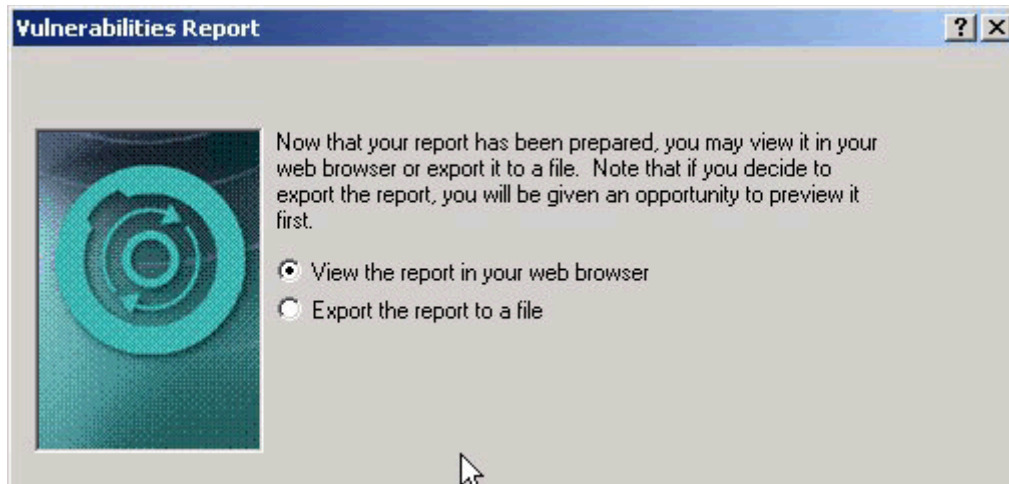 Vulnerabilities Report
Now that your report has been prepared, you may view it in your
web browser or export it to a file.  Note that if you decide to
export the report, you will be given an opportunity to preview it
first.
View the report in your web browser
Export the report to a file